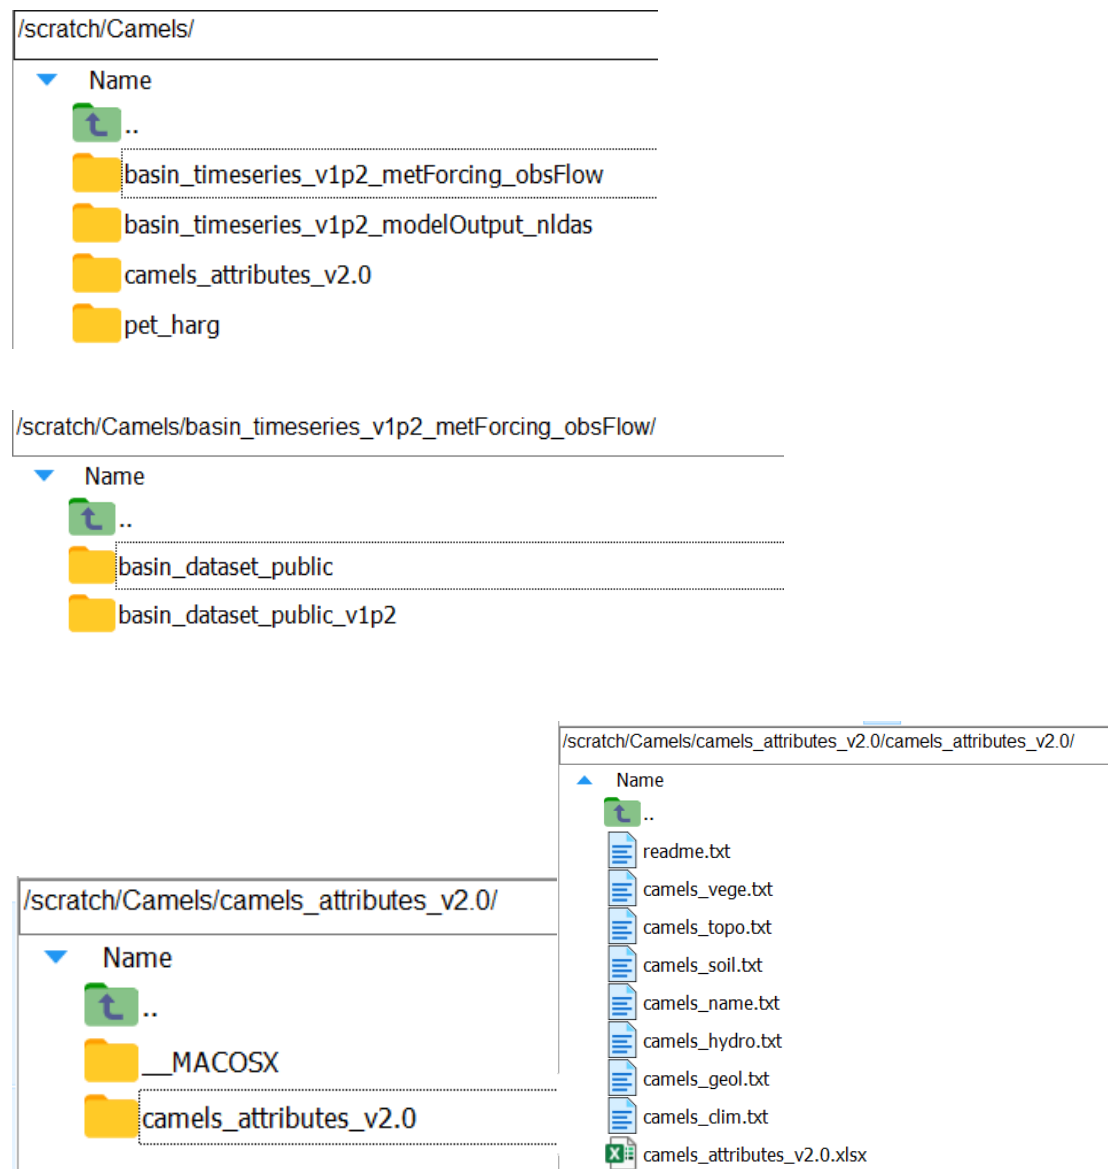 /scratch/Camels/
Name
..
basin_timeseries_v1p2_metForcing_obsFlow
basin_timeseries_v1p2_modelOutput_nldas
camels_attributes_v2.0
pet_harg
/scratch/Camels/basin_timeseries_v1p2_metForcing_obsFlow/
Name
..
basin_dataset_public
basin_dataset_public_v1p2
/scratch/Camels/camels_attributes_v2.0/
Name
..
__MACOSX
camels_attributes_v2.0
/scratch/Camels/camels_attributes_v2.0/camels_attributes_v2.0/
Name
..
readme.txt
camels_vege.txt
camels_topo.txt
camels_soil.txt
camels_name.txt
camels_hydro.txt
camels_geol.txt
camels_clim.txt
camels_attributes_v2.0.xlsx